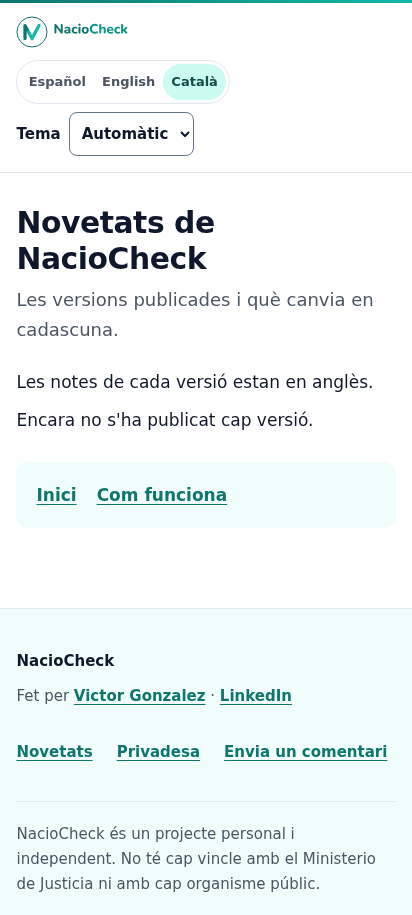 NacioCheck
Español English Català
Tema Automàtic
Novetats de
NacioCheck
Les versions publicades i què canvia en
cadascuna.
Les notes de cada versió estan en anglès.
Encara no s'ha publicat cap versió.
Inici Com funciona
NacioCheck
Fet per Victor Gonzalez · LinkedIn
Novetats Privadesa Envia un comentari
NacioCheck és un projecte personal i
independent. No té cap vincle amb el Ministerio
de Justicia ni amb cap organisme públic.